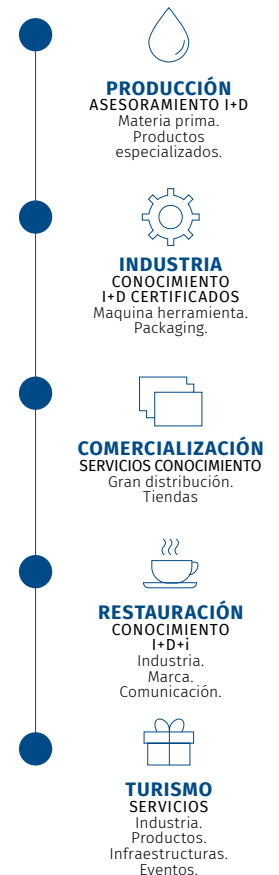 PRODUCCIÓN
ASESORAMIENTO I+D
Materia prima.
Productos
especializados.
INDUSTRIA
CONOCIMIENTO
I+D CERTIFICADOS
Maquina herramienta.
Packaging.
COMERCIALIZACIÓN
SERVICIOS CONOCIMIENTO
Gran distribución.
Tiendas
RESTAURACIÓN
CONOCIMIENTO
I+D+i
Industria.
Marca.
Comunicación.
TURISMO
SERVICIOS
Industria.
Productos.
Infraestructuras.
Eventos.